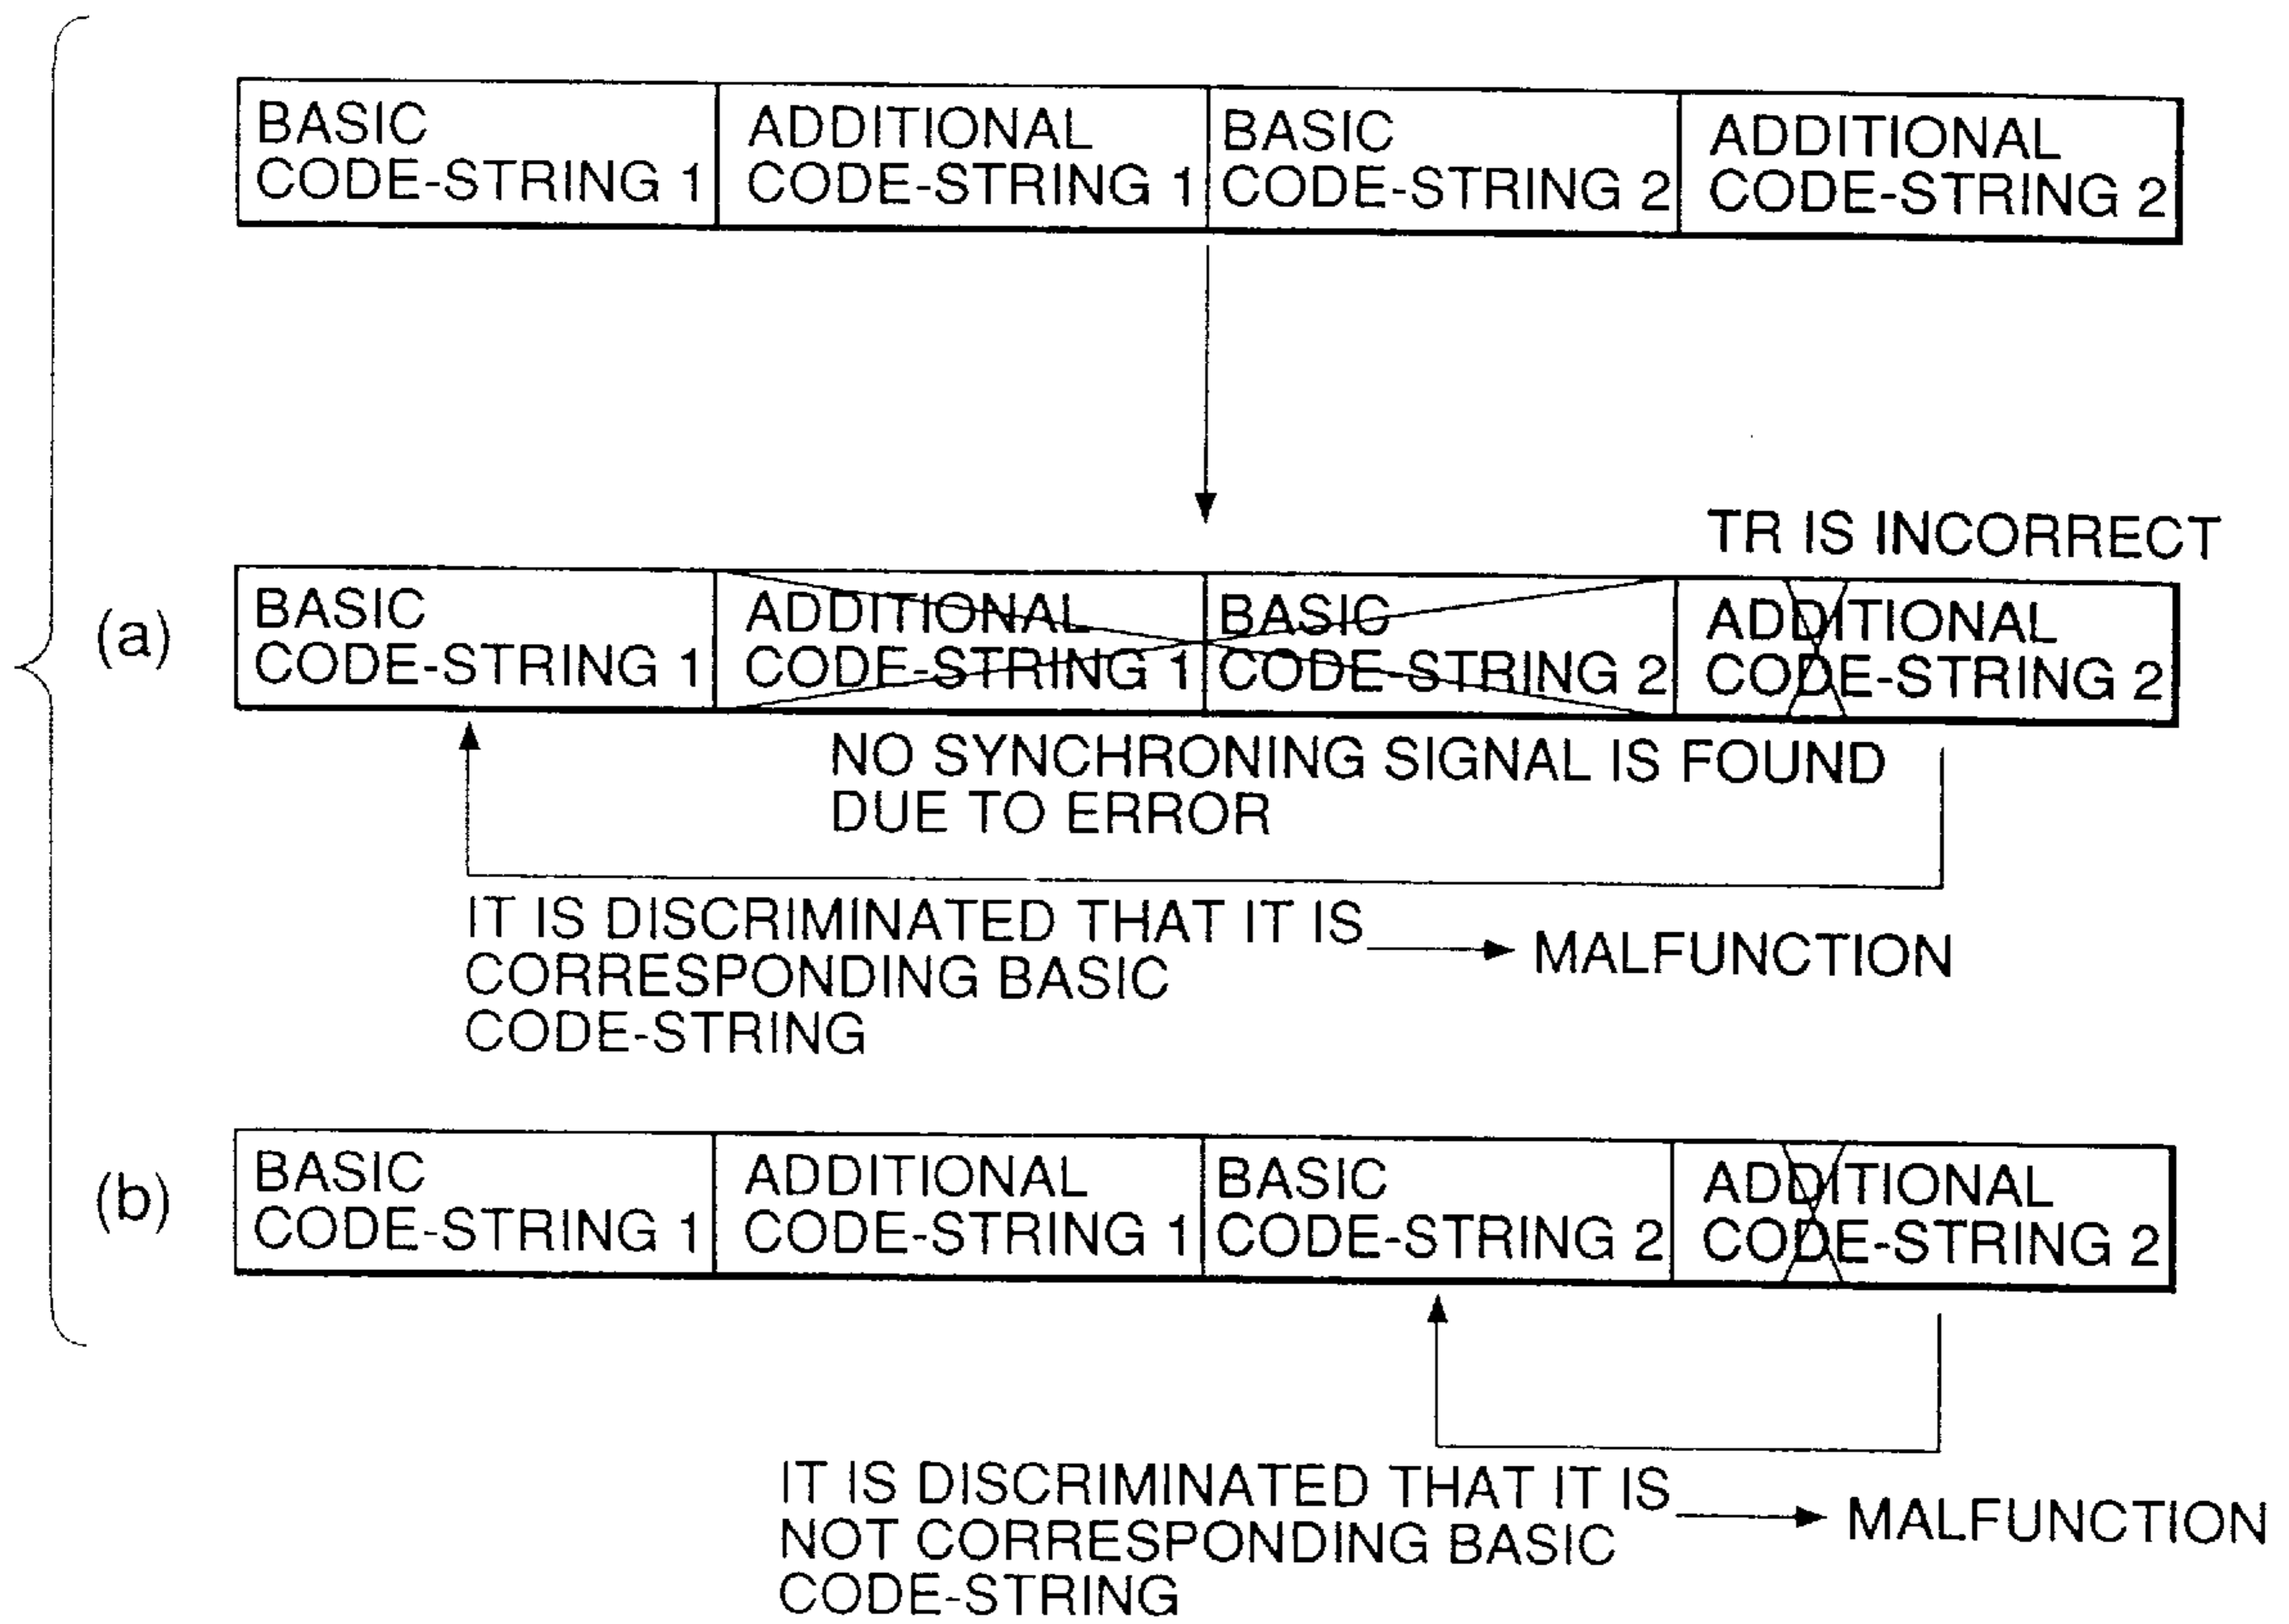 BASIC
CODE-STRING 1
ADDITIONAL
CODE-STRING 1
BASIC
CODE-STRING 2
ADDITIONAL
CODE-STRING 2
TR IS INCORRECT
(a)
BASIC
CODE-STRING 1
ADDITIONAL
CODE-STRING 1
BASIC
CODE-STRING 2
ADDITIONAL
CODE-STRING 2
NO SYNCHRONING SIGNAL IS FOUND
DUE TO ERROR
IT IS DISCRIMINATED THAT IT IS
CORRESPONDING BASIC
CODE-STRING
MALFUNCTION
(b)
BASIC
CODE-STRING 1
ADDITIONAL
CODE-STRING 1
BASIC
CODE-STRING 2
ADDITIONAL
CODE-STRING 2
IT IS DISCRIMINATED THAT IT IS
NOT CORRESPONDING BASIC
CODE-STRING
MALFUNCTION